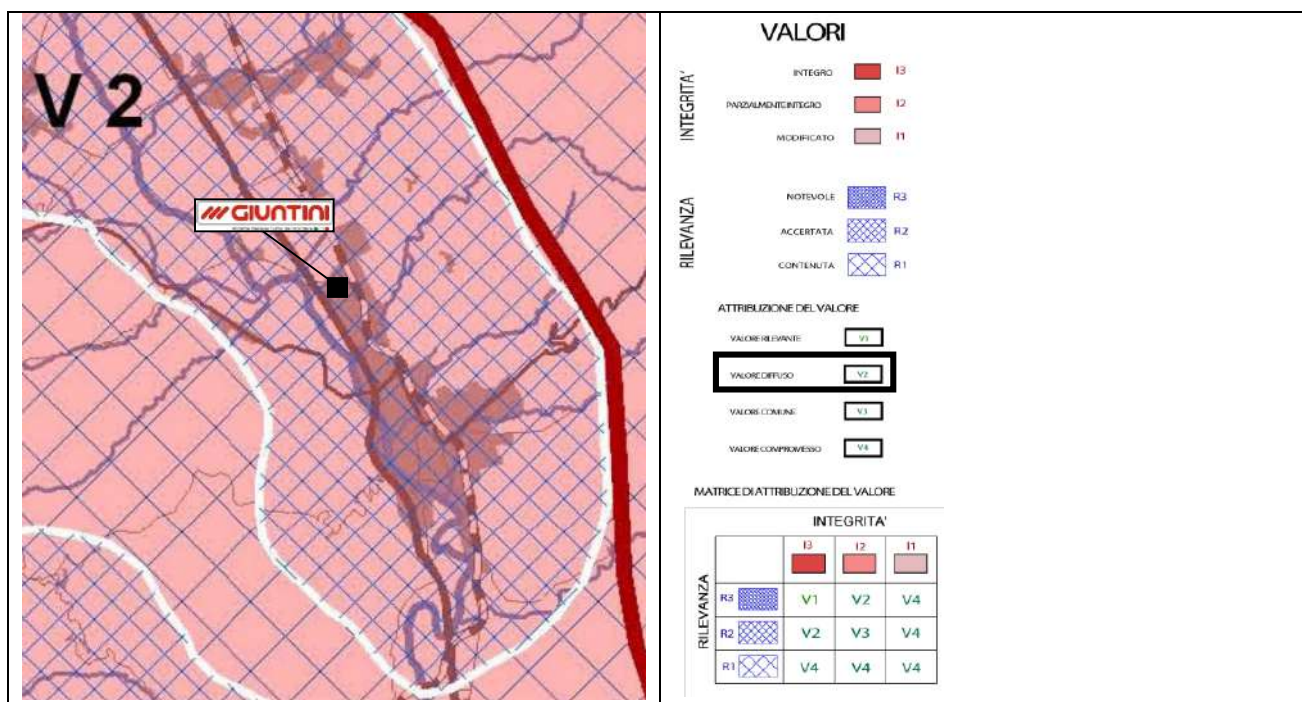 V 2
GIUNTINI
VALORI
INTEGRITA'
INTEGRO I3
PARZIALMENTE INTEGRO I2
MODIFICATO I1
RILEVANZA
NOTEVOLE R3
ACCERTATA R2
CONTENUTA R1
ATTRIBUZIONE DEL VALORE
VALORE RILEVANTE V1
VALORE DIFFUSO V2
VALORE COMUNE V3
VALORE COMPROMESSO V4
MATRICE DI ATTRIBUZIONE DEL VALORE
INTEGRITA'
I3 I2 I1
RILEVANZA
R3 V1 V2 V4
R2 V2 V3 V4
R1 V4 V4 V4